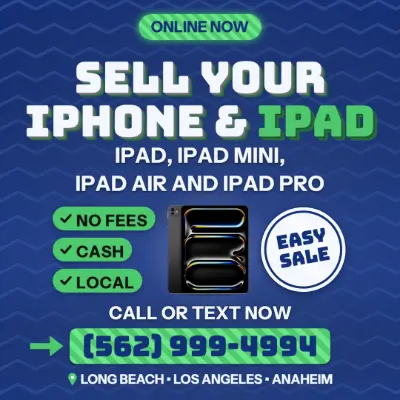 ONLINE NOW
SELL YOUR
IPHONE & IPAD
IPAD, IPAD MINI,
IPAD AIR AND IPAD PRO
NO FEES
CASH
LOCAL
EASY
SALE
CALL OR TEXT NOW
(562) 999-4994
LONG BEACH • LOS ANGELES • ANAHEIM